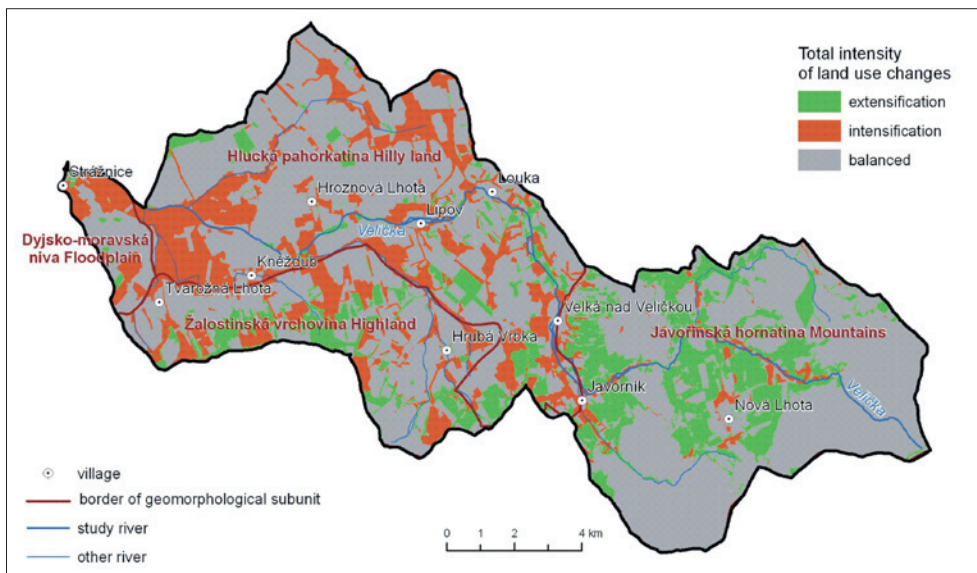 Total intensity
of land use changes
extensification
intensification
balanced
Strážnice
Hlucká pahorkatina Hilly land
Hroznová Lhota
Louka
Lipov
Velička
Dyjsko-moravská
niva Floodplain
Kněždub
Tvarožná Lhota
Žalostínská vrchovina Highland
Velká nad Veličkou
Javořinská hornatina Mountains
Hrubá Vrbka
Javorník
Nová Lhota
Velička
village
border of geomorphological subunit
study river
other river
0 1 2 4 km